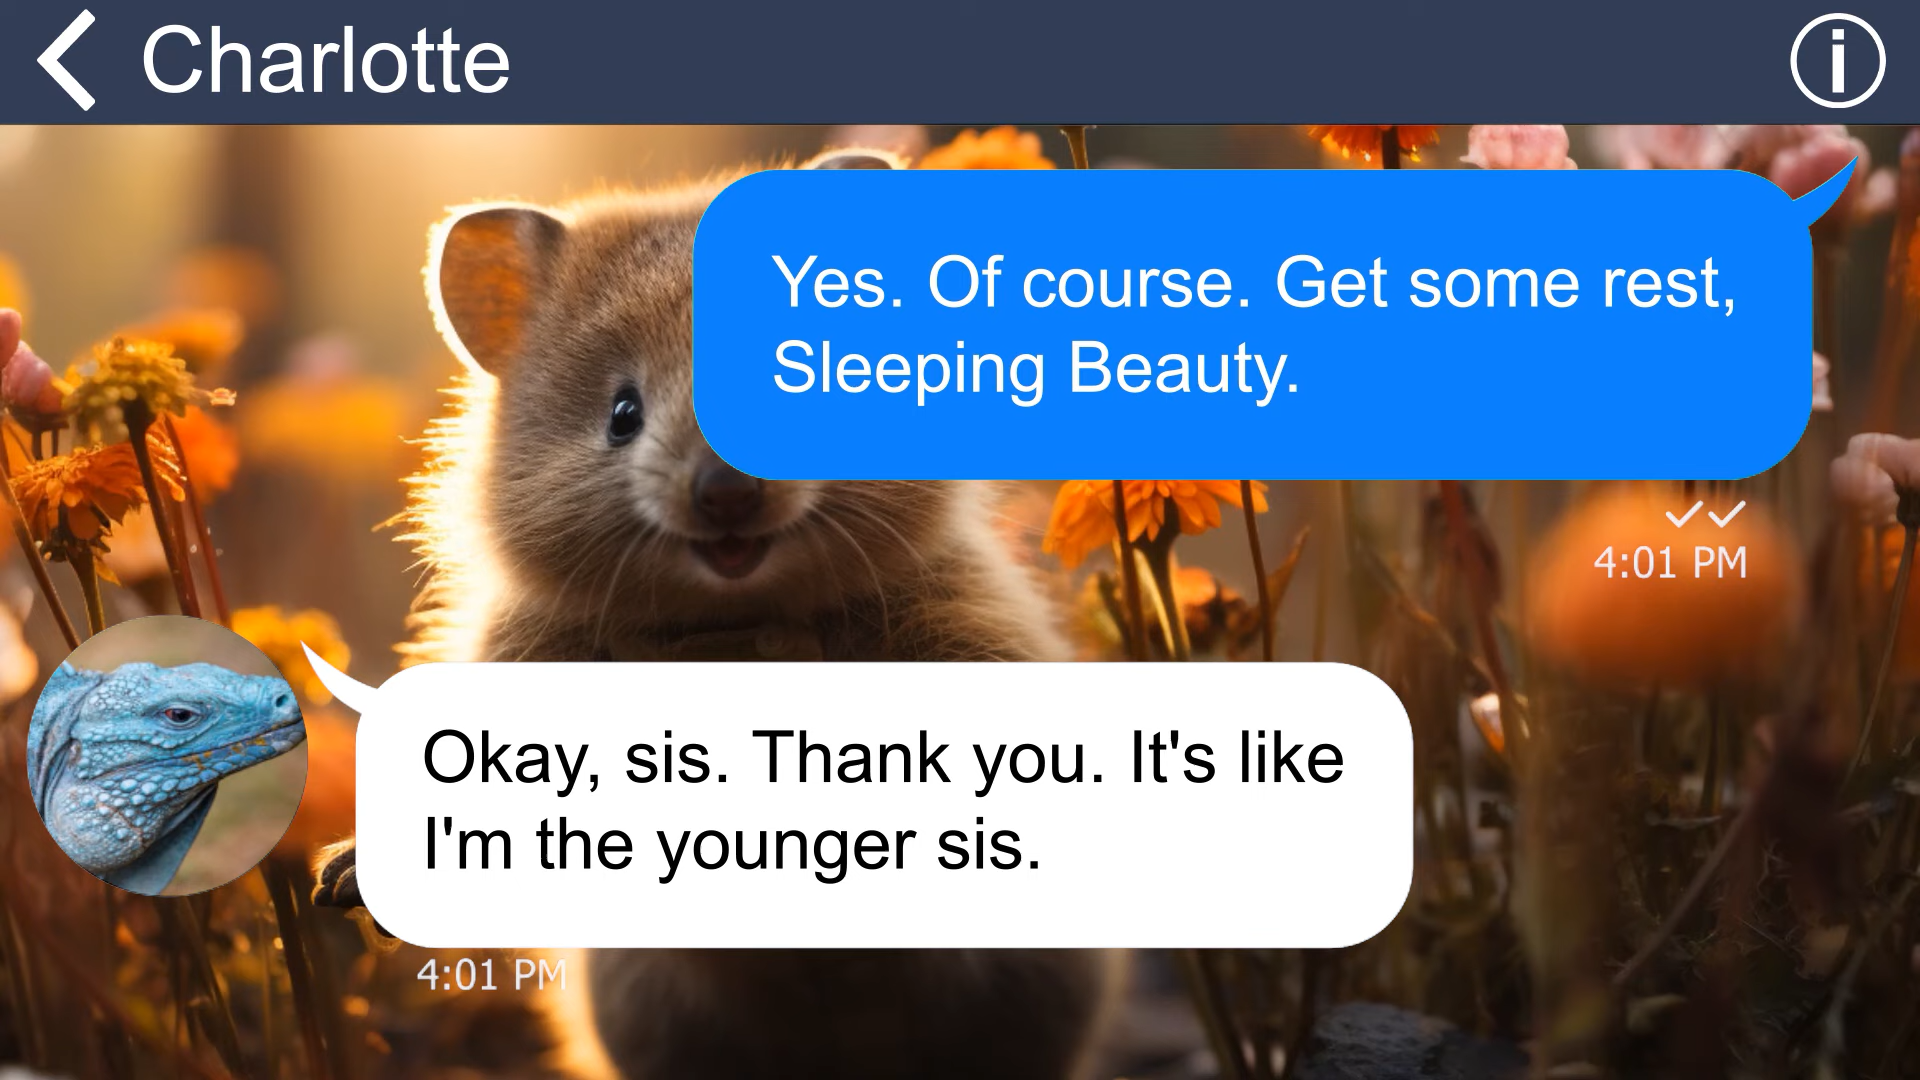 Charlotte
Yes. Of course. Get some rest,
Sleeping Beauty.
4:01 PM
Okay, sis. Thank you. It's like
I'm the younger sis.
4:01 PM